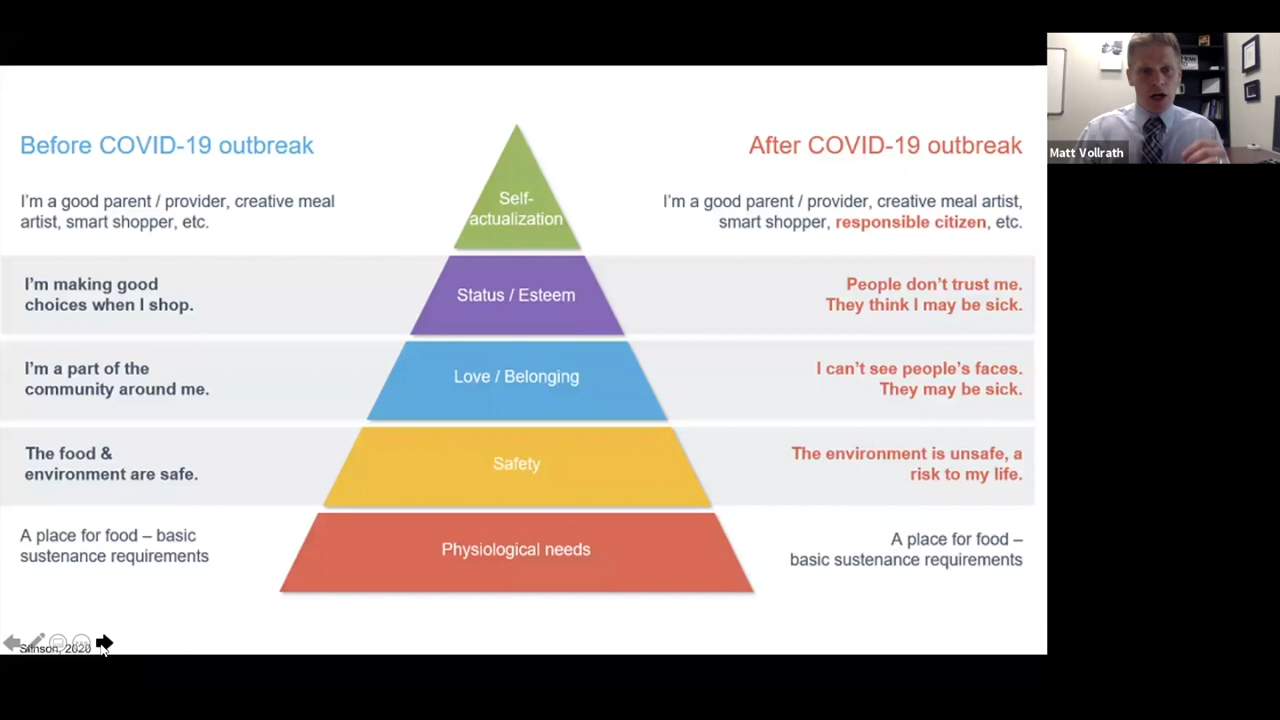 Before COVID-19 outbreak
After COVID-19 outbreak
I'm a good parent / provider, creative meal
artist, smart shopper, etc.
Self-
actualization
I'm a good parent / provider, creative meal artist,
smart shopper, responsible citizen, etc.
I'm making good
choices when I shop.
Status / Esteem
People don't trust me.
They think I may be sick.
I'm a part of the
community around me.
Love / Belonging
I can't see people's faces.
They may be sick.
The food &
environment are safe.
Safety
The environment is unsafe, a
risk to my life.
A place for food – basic
sustenance requirements
Physiological needs
A place for food –
basic sustenance requirements
2020
Matt Vollrath